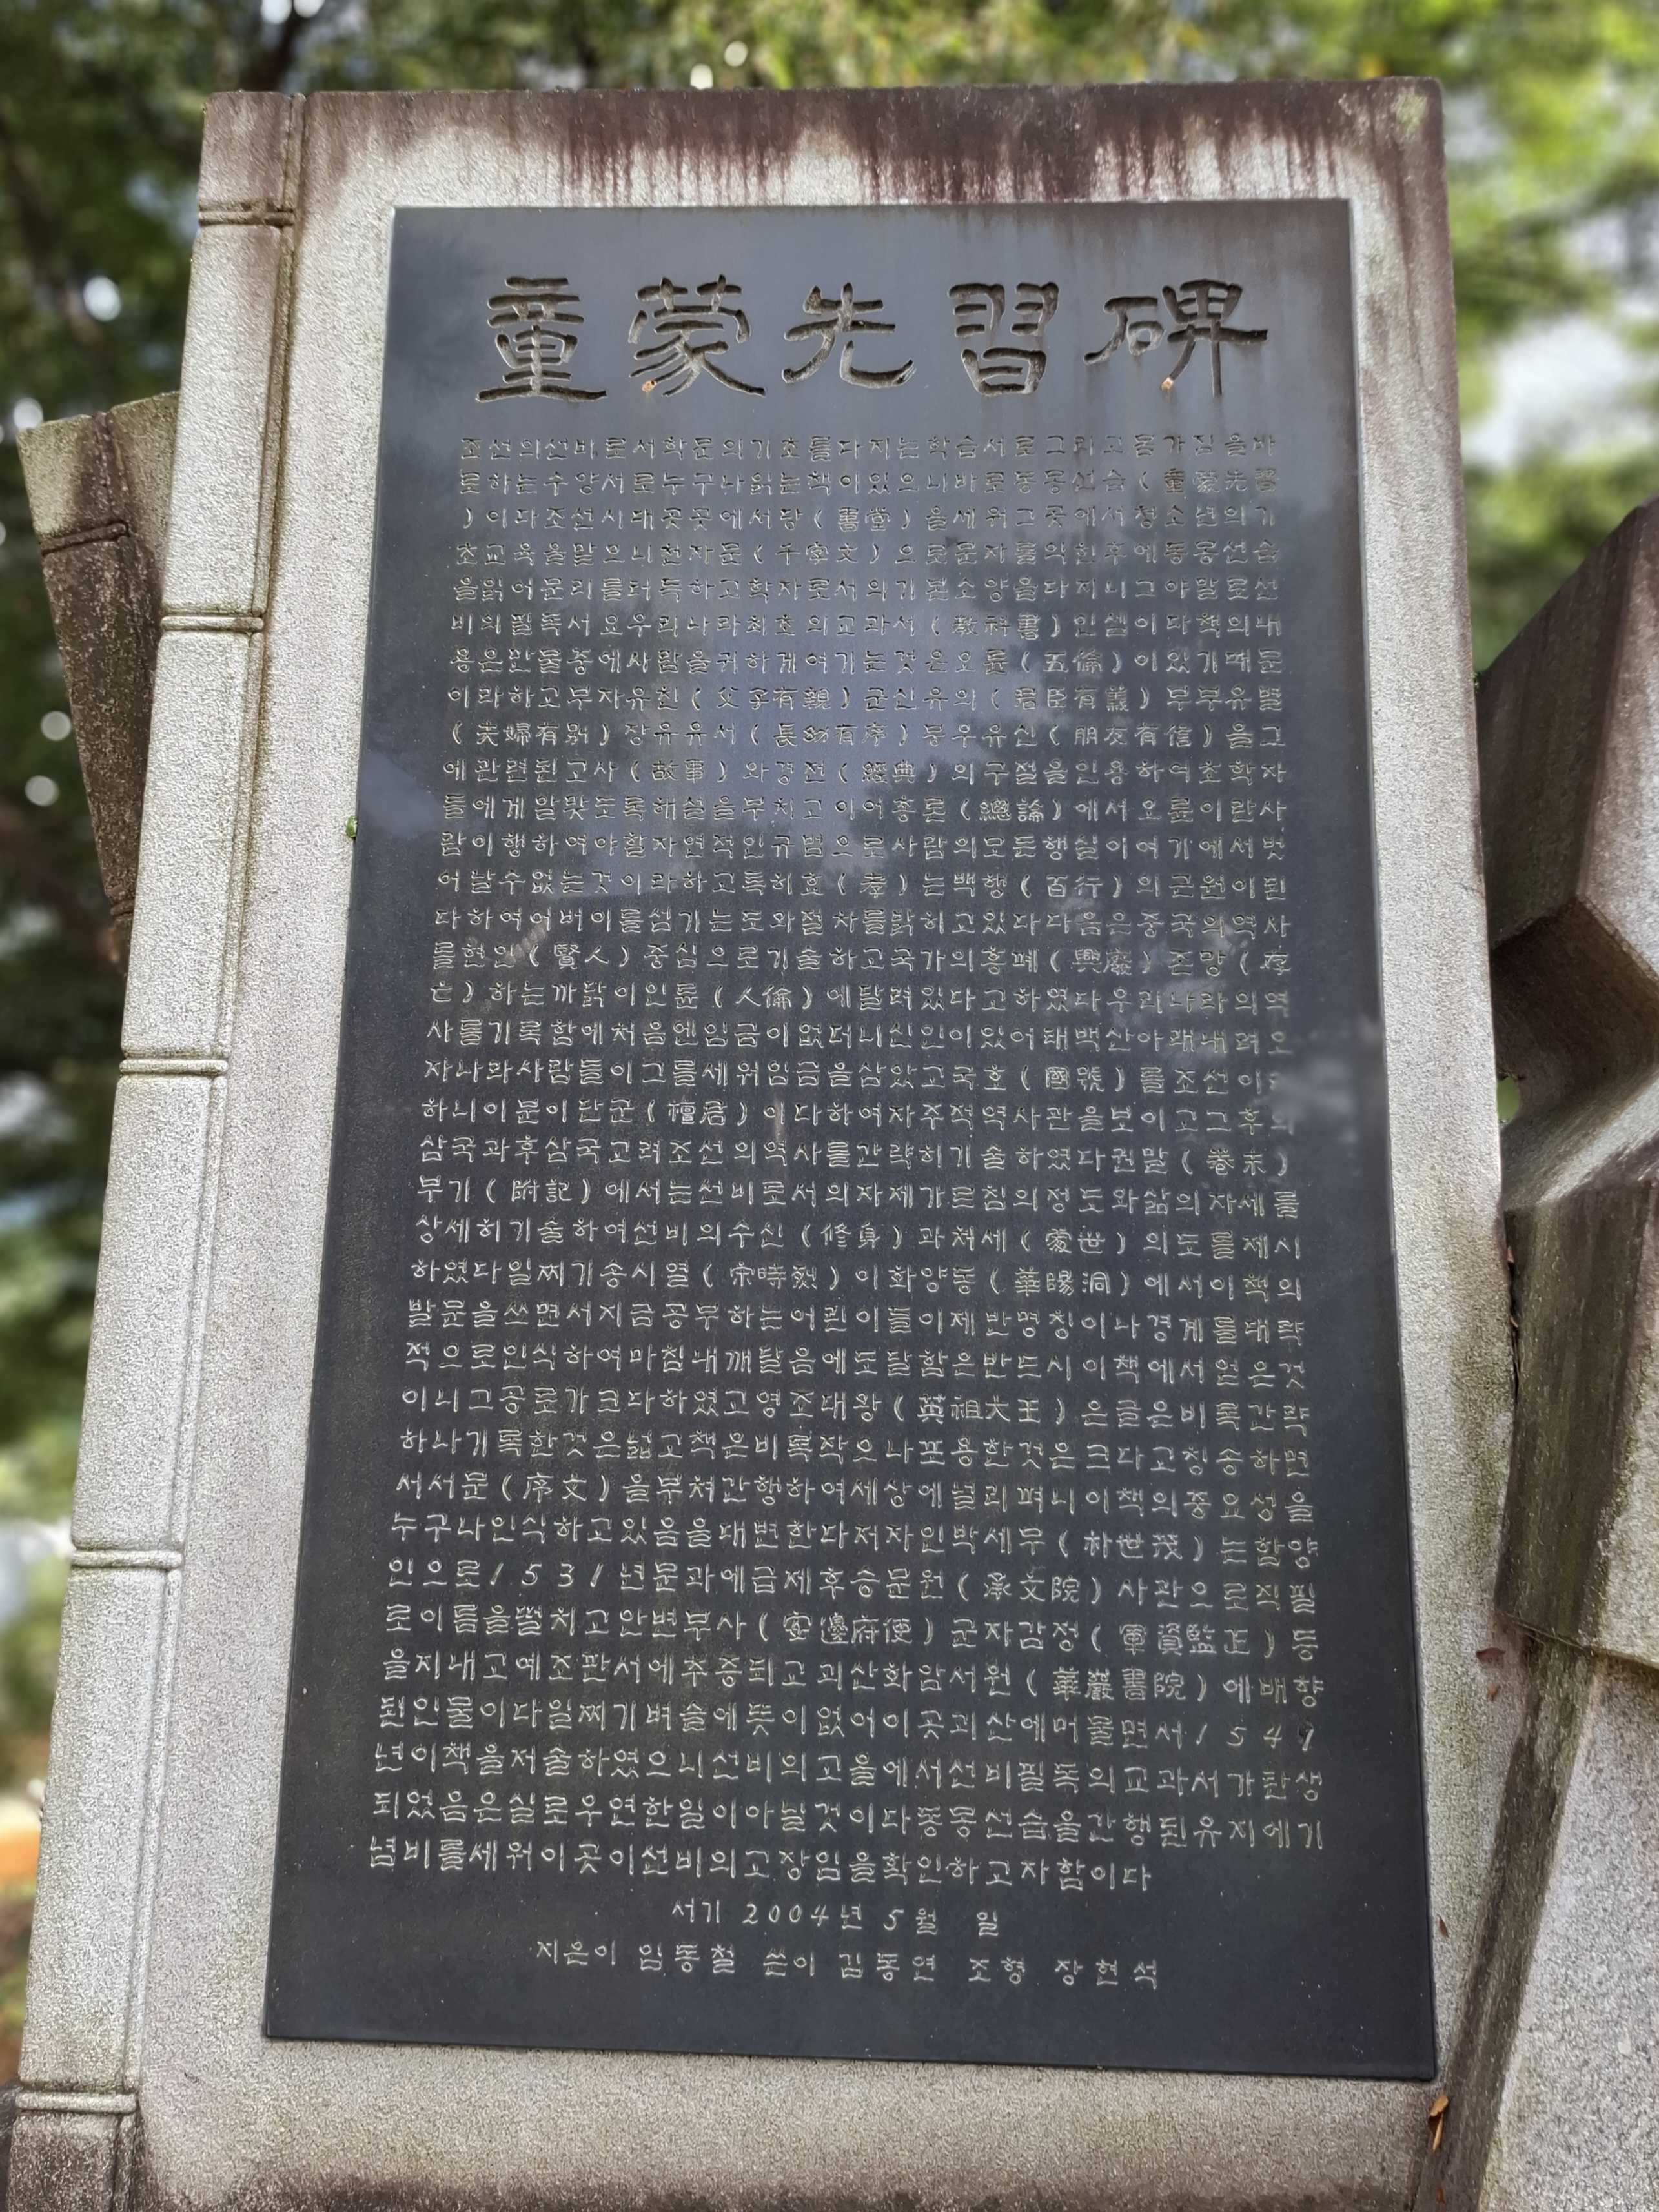 童蒙先習碑
조선의선비로서학문의기호를다지는학습서로그리고몸가짐을바
로하는수양서로누구나읽는책이있으니바로동몽선습(童蒙先習
)이다조선시대곳곳에서당(書堂)을세워그곳에서청소년의기
초교육을맡으니천자문(千字文)으로문자를익힌후에동몽선습
을읽어문리를터득하고학자로서의기본소양을다지니그야말로선
비의필독서요우리나라최초의교과서(敎科書)인셈이다책의내
용은만물중에사람을귀하게여기는것은오륜(五倫)이있기때문
이라하고부자유친(父子有親)군신유의(君臣有義)부부유별
(夫婦有別)장유유서(長幼有序)붕우유신(朋友有信)을그
에관련된고사(故事)와경전(經典)의구절을인용하여초학자
들에게알맞도록해설을부치고이어총론(總論)에서오륜이란사
람이행하여야할자연적인규범으로사람의모든행실이여기에서벗
어날수없는것이라하고특히효(孝)는백행(百行)의근원이된
다하여어버이를섬기는도와절차를밝히고있다다음은중국의역사
를현인(賢人)중심으로기술하고국가의흥폐(興廢)존망(存
亡)하는까닭이인륜(人倫)에달려있다고하였다우리나라의역
사를기록함에처음엔임금이없더니신인이있어태백산아래내려오
자나라사람들이그를세워임금을삼았고국호(國號)를조선이라
하니이분이단군(檀君)이다하여자주적역사관을보이고그후의
삼국과후삼국고려조선의역사를간략히기술하였다권말(卷末)
부기(附記)에서는선비로서의자제가르침의정도와삶의자세를
상세히기술하여선비의수신(修身)과처세(處世)의도를제시
하였다일찌기송시열(宋時烈)이화양동(華陽洞)에서이책의
발문을쓰면서지금공부하는어린이들이제반명칭이나경계를대략
적으로인식하여마침내깨달음에도달함은반드시이책에서얻은것
이니그공로가크다하였고영조대왕(英祖大王)은글은비록간략
하나기록한것은넓고책은비록작으나포용한것은크다고칭송하면
서서문(序文)을부쳐간행하여세상에널리펴니이책의중요성을
누구나인식하고있음을대변한다저자인박세무(朴世茂)는함양
인으로1531년문과에급제후승문원(承文院)사관으로직필
로이름을떨치고안변부사(安邊府使)군자감정(軍資監正)등
을지내고예조판서에추증되고괴산화암서원(華巖書院)에배향
된인물이다일찌기벼슬에뜻이없어이곳괴산에머물면서1541
년이책을저술하였으니선비의고을에서선비필독의교과서가탄생
되었음은실로우연한일이아닐것이다동몽선습을간행된유지에기
념비를세워이곳이선비의고장임을확인하고자함이다
서기 2004년 5월 일
지은이 임동철 쓴이 김동연 조형 장현석